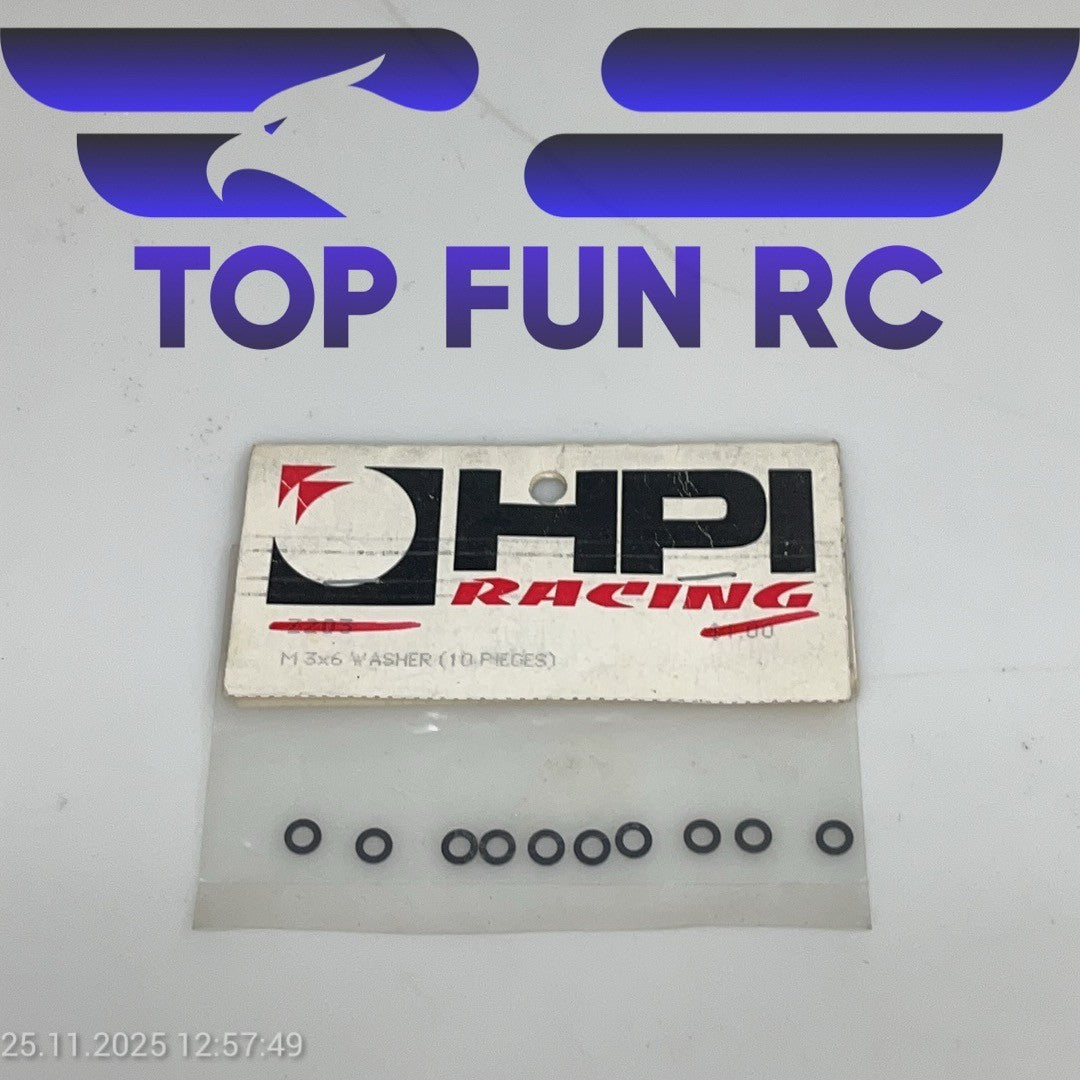 TOP FUN RC
HPI
RACING
M 3x6 WASHER (10 PIECES)
25.11.2025 12:57:49